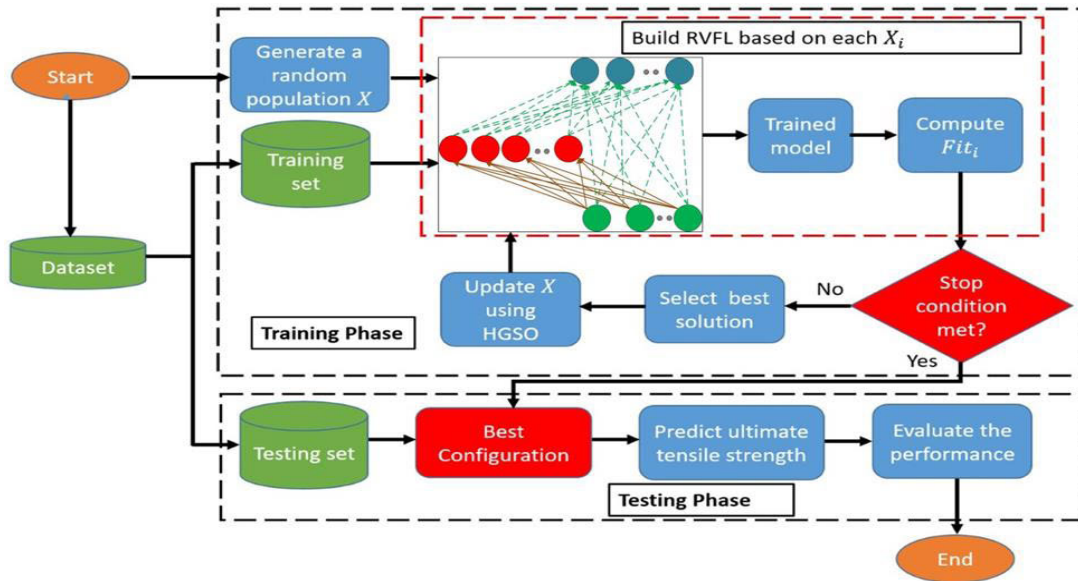 Start
Generate a
random
population X
Build RVFL based on each X_i
Training
set
Trained
model
Compute
Fit_i
Dataset
Update X
using
HGSO
Select best
solution
No
Stop
condition
met?
Training Phase
Yes
Testing set
Best
Configuration
Predict ultimate
tensile strength
Evaluate the
performance
Testing Phase
End